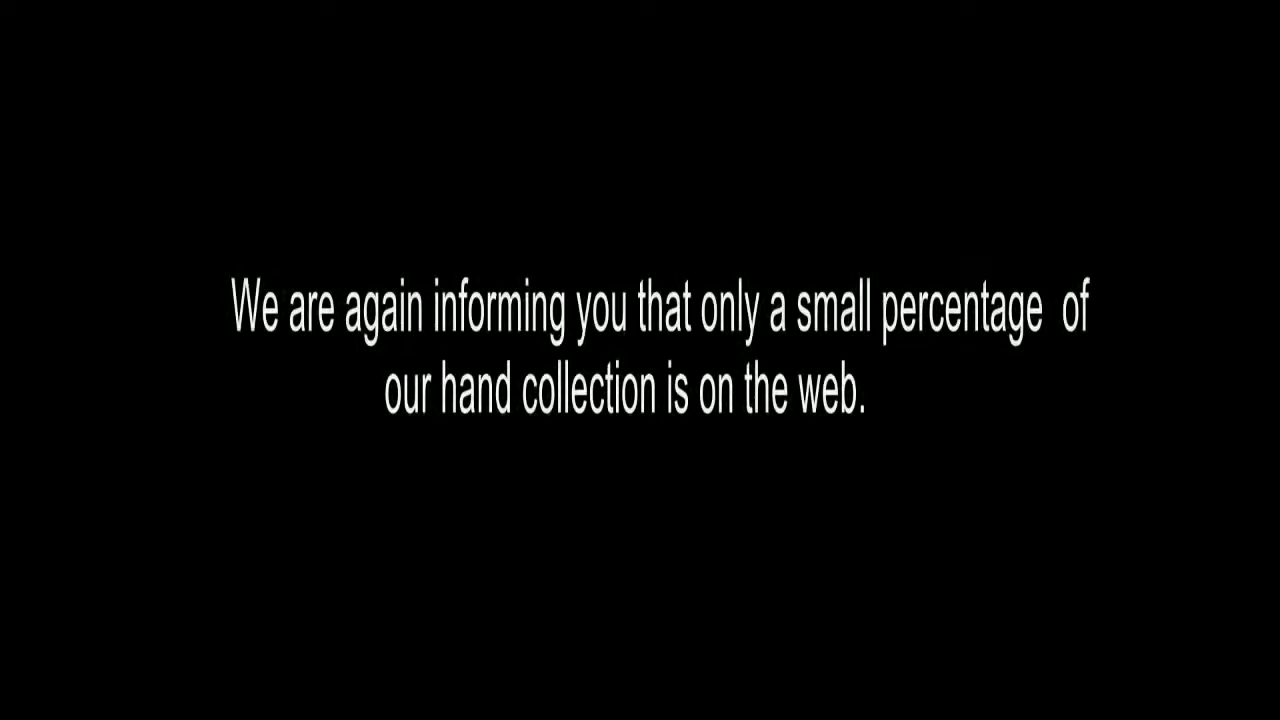 We are again informing you that only a small percentage  of
our hand collection is on the web.